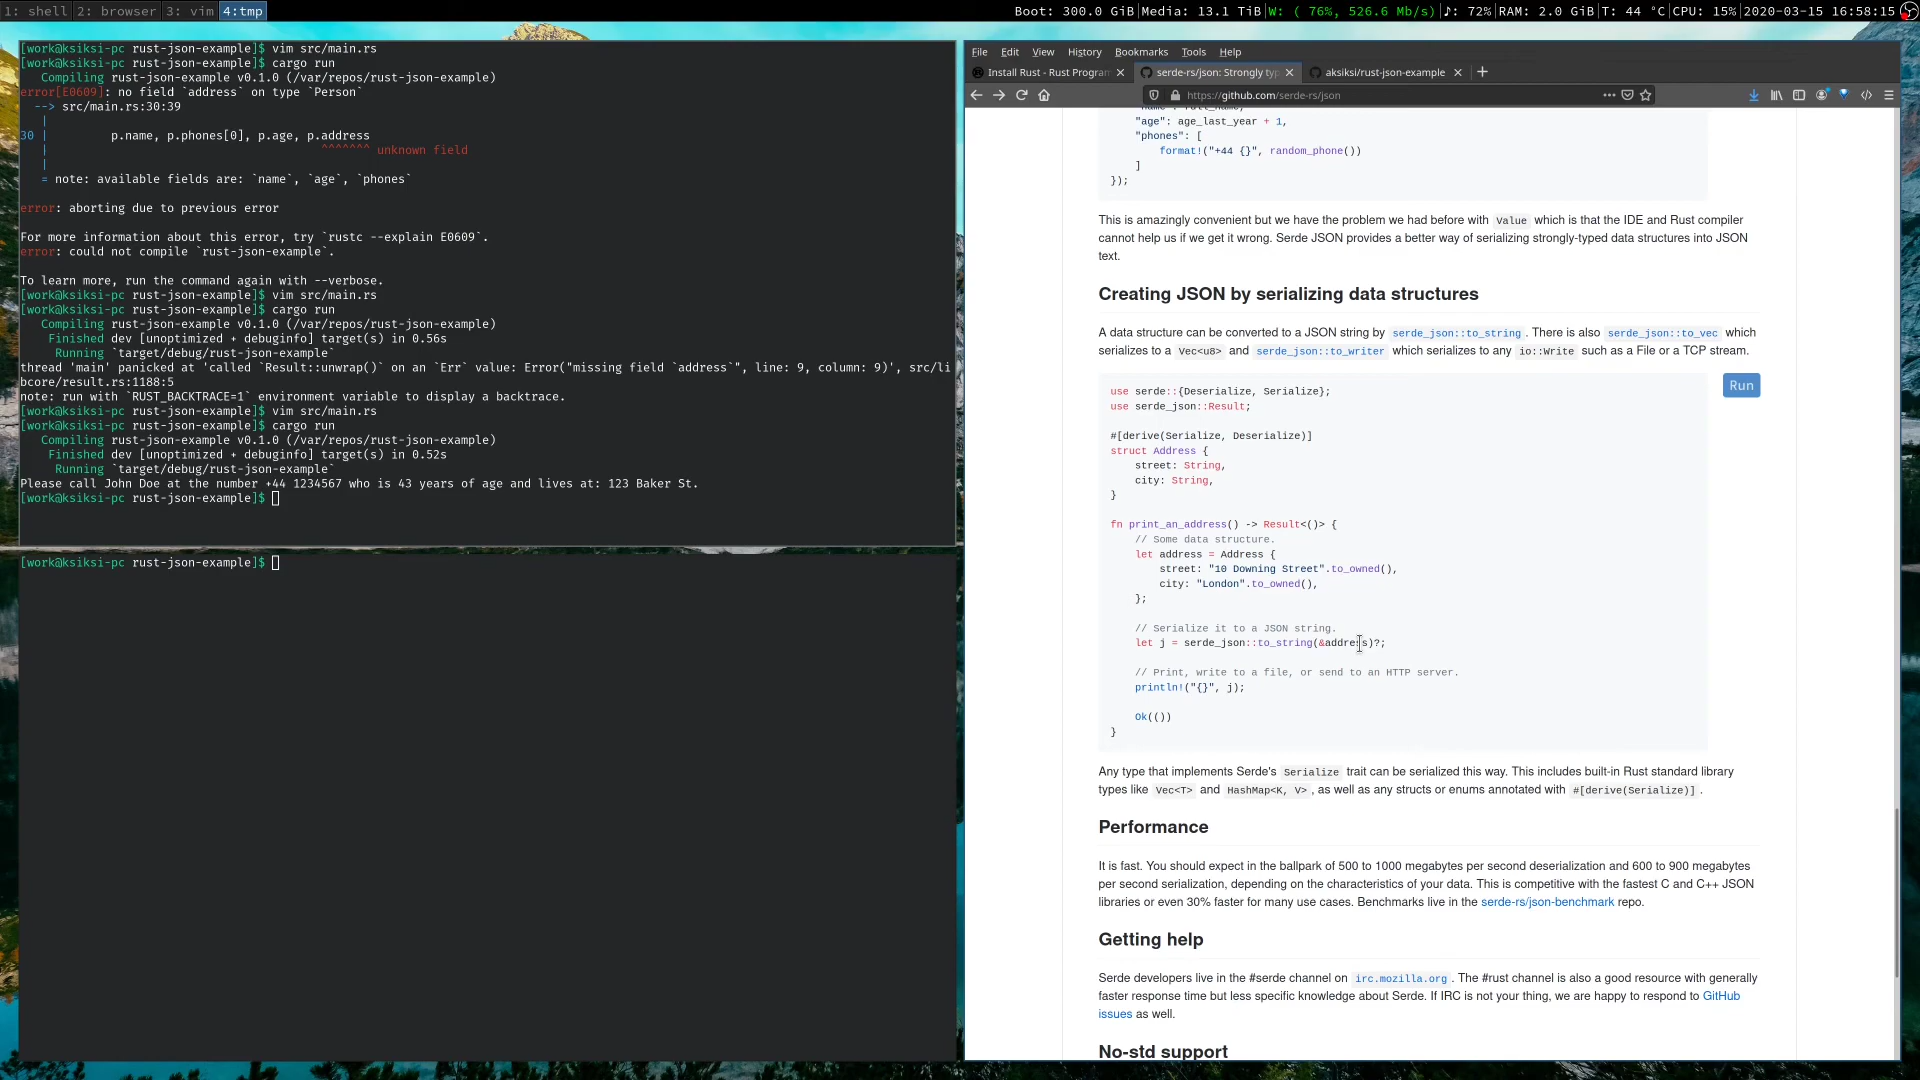 1: shell 2: browser 3: vim 4:tmp
Boot: 300.0 GiB|Media: 13.1 TiB|W: ( 76%, 526.6 Mb/s)|♪: 72%|RAM: 2.0 GiB|T: 44 °C|CPU: 15%|2020-03-15 16:58:15
[work@ksiksi-pc rust-json-example]$ vim src/main.rs
[work@ksiksi-pc rust-json-example]$ cargo run
Compiling rust-json-example v0.1.0 (/var/repos/rust-json-example)
error[E0609]: no field `address` on type `Person`
--> src/main.rs:30:39
|
30 | p.name, p.phones[0], p.age, p.address
| ^^^^^^^ unknown field
|
= note: available fields are: `name`, `age`, `phones`
error: aborting due to previous error
For more information about this error, try `rustc --explain E0609`.
error: could not compile `rust-json-example`.
To learn more, run the command again with --verbose.
[work@ksiksi-pc rust-json-example]$ vim src/main.rs
[work@ksiksi-pc rust-json-example]$ cargo run
Compiling rust-json-example v0.1.0 (/var/repos/rust-json-example)
Finished dev [unoptimized + debuginfo] target(s) in 0.56s
Running `target/debug/rust-json-example`
thread 'main' panicked at 'called `Result::unwrap()` on an `Err` value: Error("missing field `address`", line: 9, column: 9)', src/li
bcore/result.rs:1188:5
note: run with `RUST_BACKTRACE=1` environment variable to display a backtrace.
[work@ksiksi-pc rust-json-example]$ vim src/main.rs
[work@ksiksi-pc rust-json-example]$ cargo run
Compiling rust-json-example v0.1.0 (/var/repos/rust-json-example)
Finished dev [unoptimized + debuginfo] target(s) in 0.52s
Running `target/debug/rust-json-example`
Please call John Doe at the number +44 1234567 who is 43 years of age and lives at: 123 Baker St.
[work@ksiksi-pc rust-json-example]$
[work@ksiksi-pc rust-json-example]$
File Edit View History Bookmarks Tools Help
Install Rust - Rust Program
serde-rs/json: Strongly typ
aksiksi/rust-json-example
https://github.com/serde-rs/json
"name": full_name,
"age": age_last_year + 1,
"phones": [
format!("+44 {}", random_phone())
]
});
This is amazingly convenient but we have the problem we had before with Value which is that the IDE and Rust compiler
cannot help us if we get it wrong. Serde JSON provides a better way of serializing strongly-typed data structures into JSON
text.
Creating JSON by serializing data structures
A data structure can be converted to a JSON string by serde_json::to_string. There is also serde_json::to_vec which
serializes to a Vec<u8> and serde_json::to_writer which serializes to any io::Write such as a File or a TCP stream.
Run
use serde::{Deserialize, Serialize};
use serde_json::Result;
#[derive(Serialize, Deserialize)]
struct Address {
street: String,
city: String,
}
fn print_an_address() -> Result<()> {
// Some data structure.
let address = Address {
street: "10 Downing Street".to_owned(),
city: "London".to_owned(),
};
// Serialize it to a JSON string.
let j = serde_json::to_string(&address)?;
// Print, write to a file, or send to an HTTP server.
println!("{}", j);
Ok(())
}
Any type that implements Serde's Serialize trait can be serialized this way. This includes built-in Rust standard library
types like Vec<T> and HashMap<K, V>, as well as any structs or enums annotated with #[derive(Serialize)].
Performance
It is fast. You should expect in the ballpark of 500 to 1000 megabytes per second deserialization and 600 to 900 megabytes
per second serialization, depending on the characteristics of your data. This is competitive with the fastest C and C++ JSON
libraries or even 30% faster for many use cases. Benchmarks live in the serde-rs/json-benchmark repo.
Getting help
Serde developers live in the #serde channel on irc.mozilla.org. The #rust channel is also a good resource with generally
faster response time but less specific knowledge about Serde. If IRC is not your thing, we are happy to respond to GitHub
issues as well.
No-std support